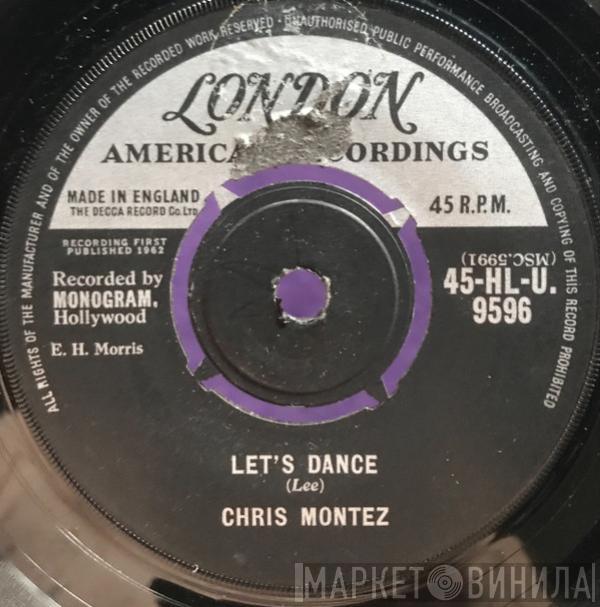 ALL RIGHTS OF THE MANUFACTURER AND OF THE OWNER OF THE RECORDED WORK RESERVED · UNAUTHORISED PUBLIC PERFORMANCE BROADCASTING AND COPYING OF THIS RECORD PROHIBITED
LONDON
RECORDINGS
MADE IN ENGLAND
THE DECCA RECORD Co. Ltd
45 R.P.M.
RECORDING FIRST
PUBLISHED 1962
(MSC.5991)
Recorded by
MONOGRAM,
Hollywood
45-HL-U.
9596
E. H. Morris
LET'S DANCE
(Lee)
CHRIS MONTEZ
МАРКЕТ ВИНИЛА